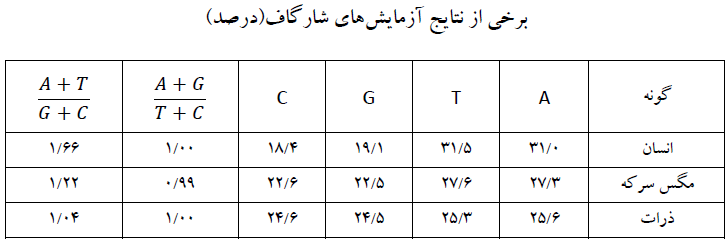 برخی از نتایج آزمایش‌های شارگاف(درصد)
گونه A T G C A + G / T + C A + T / G + C
انسان ۳۱/۰ ۳۱/۵ ۱۹/۱ ۱۸/۴ ۱/۰۰ ۱/۶۶
مگس سرکه ۲۷/۳ ۲۷/۶ ۲۲/۵ ۲۲/۶ ۰/۹۹ ۱/۲۲
ذرات ۲۵/۶ ۲۵/۳ ۲۴/۵ ۲۴/۶ ۱/۰۰ ۱/۰۴